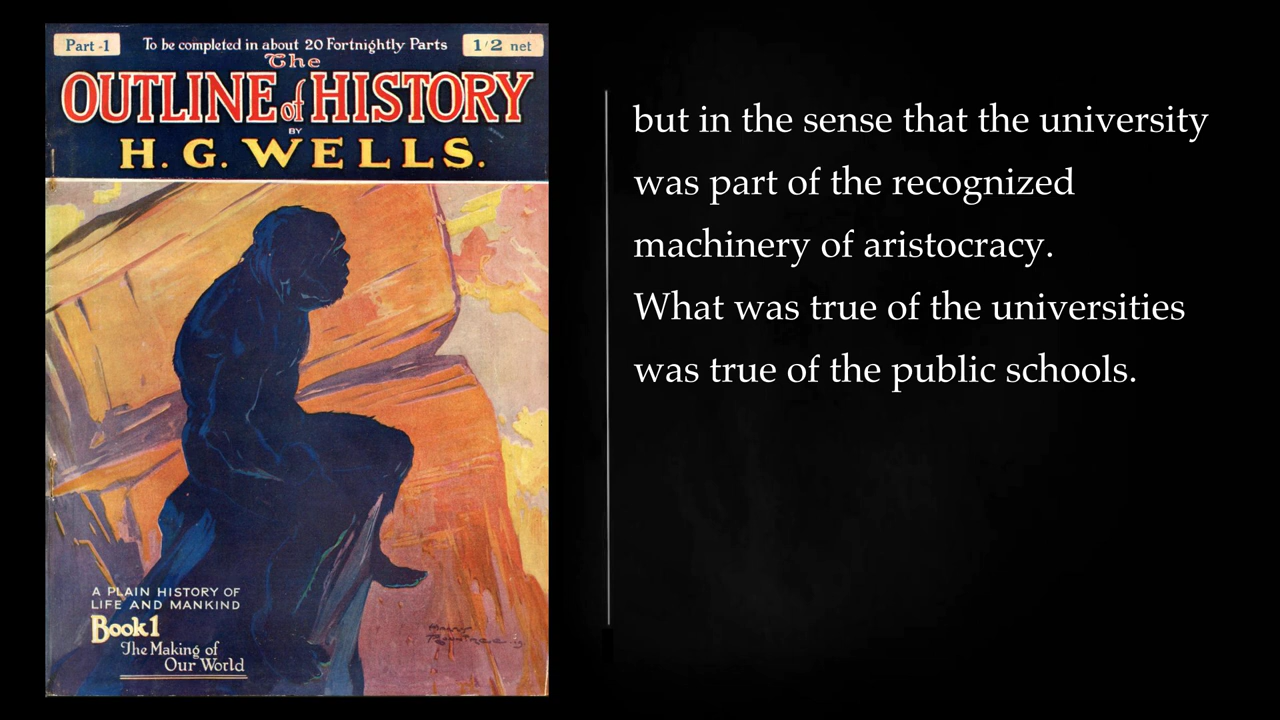 Part -1
To be completed in about 20 Fortnightly Parts
1/2 net
The
OUTLINE of HISTORY
BY
H. G. WELLS.
A PLAIN HISTORY OF
LIFE AND MANKIND
Book 1
The Making of
Our World
but in the sense that the university
was part of the recognized
machinery of aristocracy.
What was true of the universities
was true of the public schools.